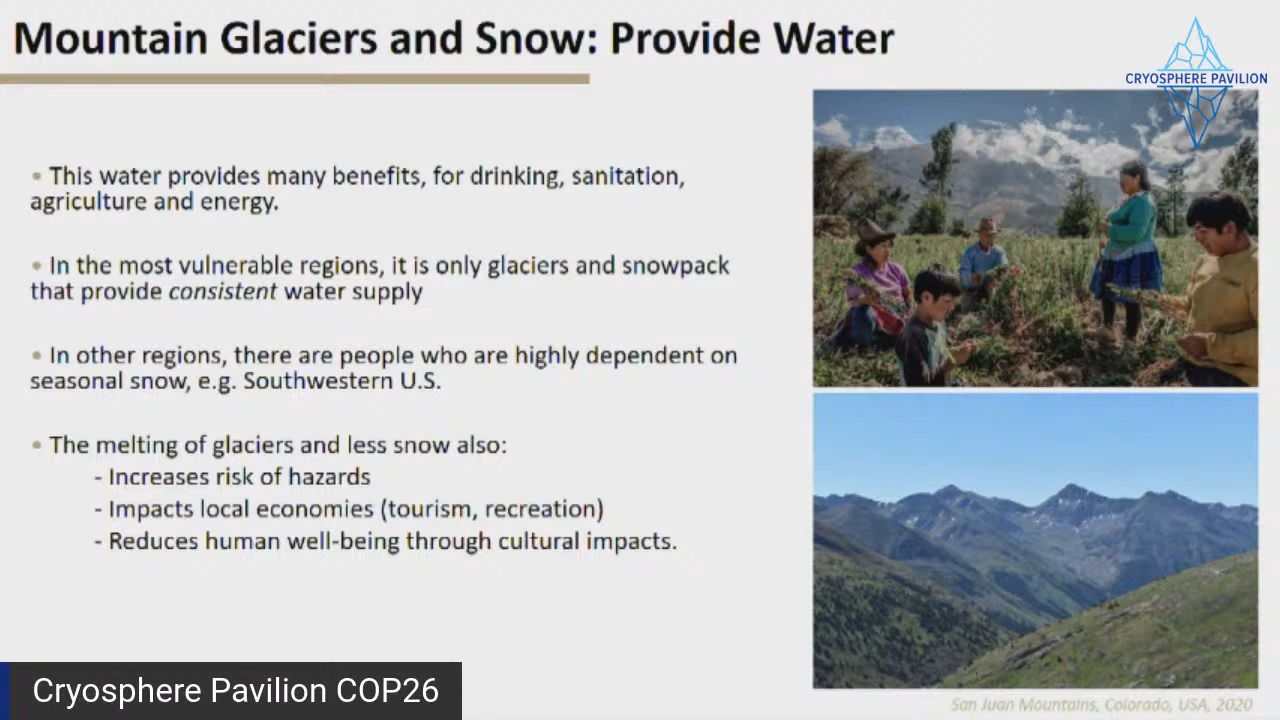 Mountain Glaciers and Snow: Provide Water
CRYOSPHERE PAVILION
• This water provides many benefits, for drinking, sanitation,
agriculture and energy.
• In the most vulnerable regions, it is only glaciers and snowpack
that provide consistent water supply
• In other regions, there are people who are highly dependent on
seasonal snow, e.g. Southwestern U.S.
• The melting of glaciers and less snow also:
- Increases risk of hazards
- Impacts local economies (tourism, recreation)
- Reduces human well-being through cultural impacts.
San Juan Mountains, Colorado, USA, 2020
Cryosphere Pavilion COP26